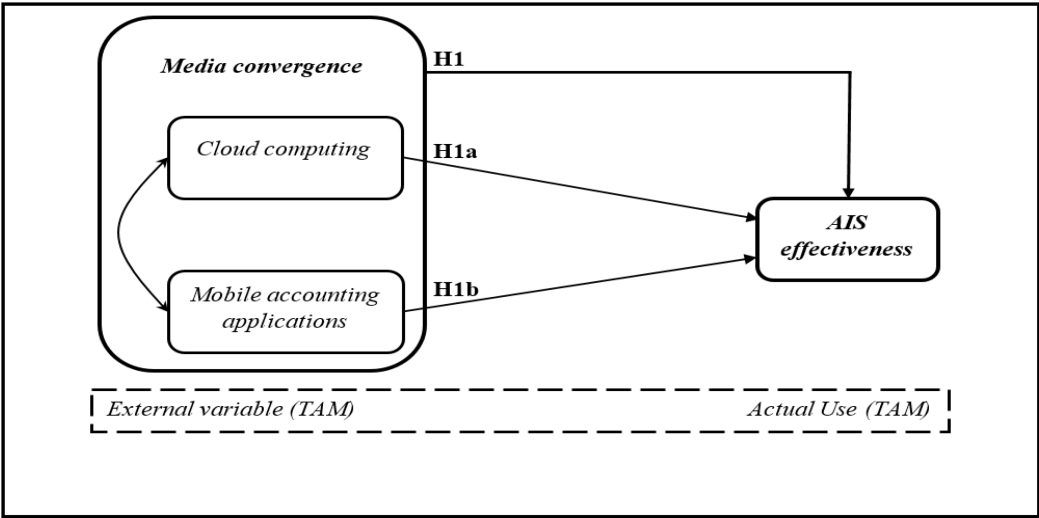 Media convergence
H1
Cloud computing
H1a
AIS
effectiveness
Mobile accounting
applications
H1b
External variable (TAM)
Actual Use (TAM)